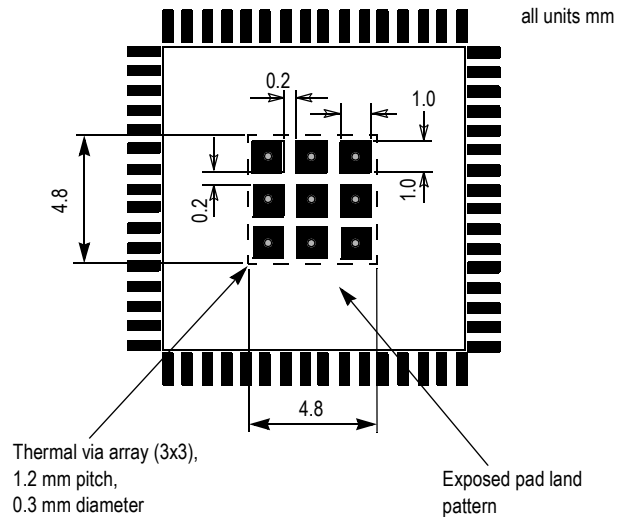 all units mm
0.2
1.0
4.8
0.2
1.0
4.8
Thermal via array (3x3),
1.2 mm pitch,
0.3 mm diameter
Exposed pad land
pattern